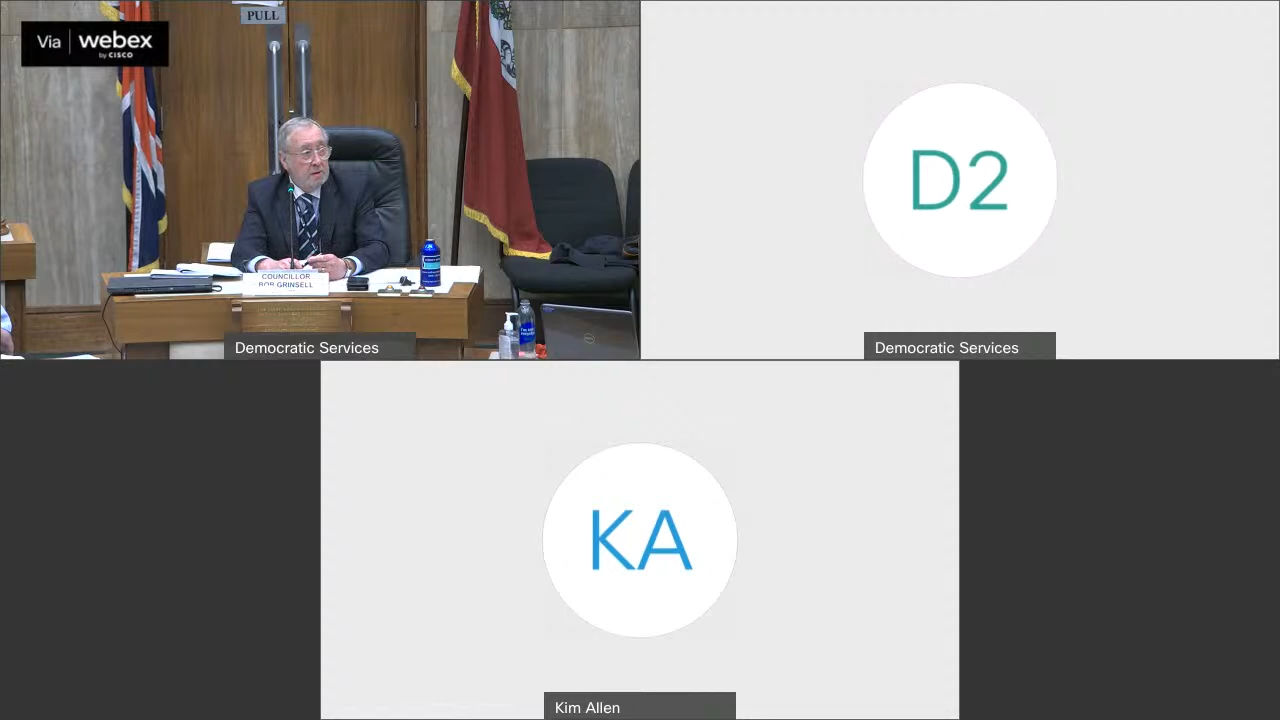 PULL
Via webex
by CISCO
COUNCILLOR
BOB GRINSELL
Democratic Services
D2
Democratic Services
KA
Kim Allen